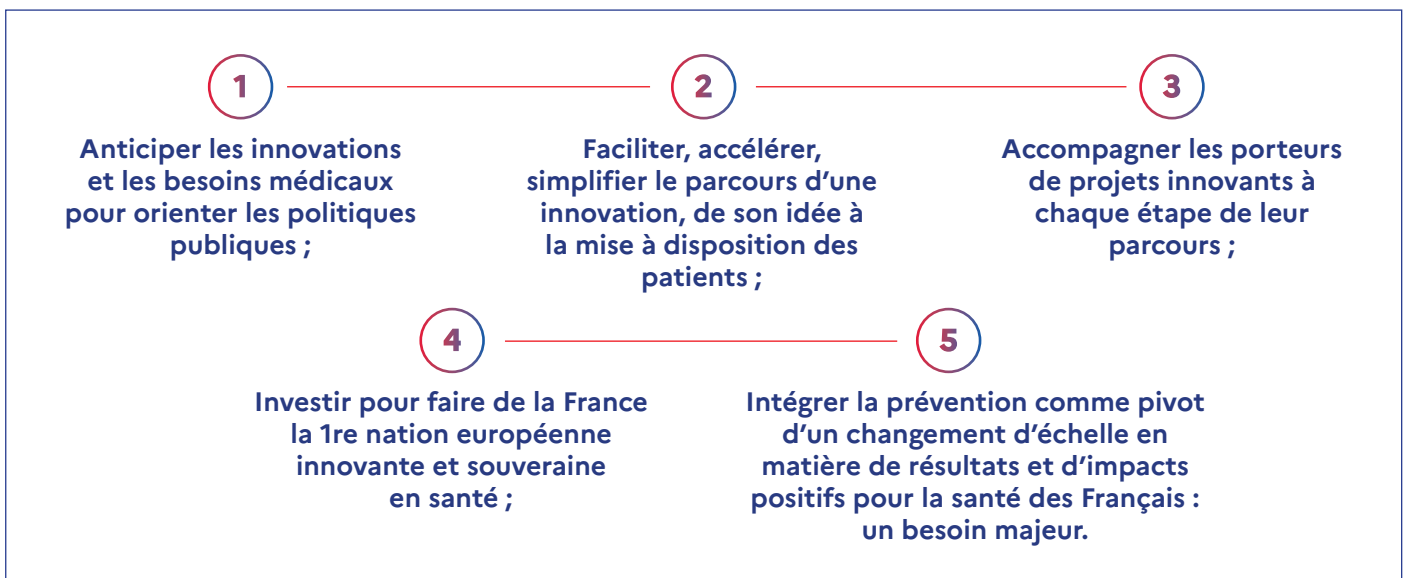 1
Anticiper les innovations
et les besoins médicaux
pour orienter les politiques
publiques ;
2
Faciliter, accélérer,
simplifier le parcours d’une
innovation, de son idée à
la mise à disposition des
patients ;
3
Accompagner les porteurs
de projets innovants à
chaque étape de leur
parcours ;
4
Investir pour faire de la France
la 1re nation européenne
innovante et souveraine
en santé ;
5
Intégrer la prévention comme pivot
d’un changement d’échelle en
matière de résultats et d’impacts
positifs pour la santé des Français :
un besoin majeur.